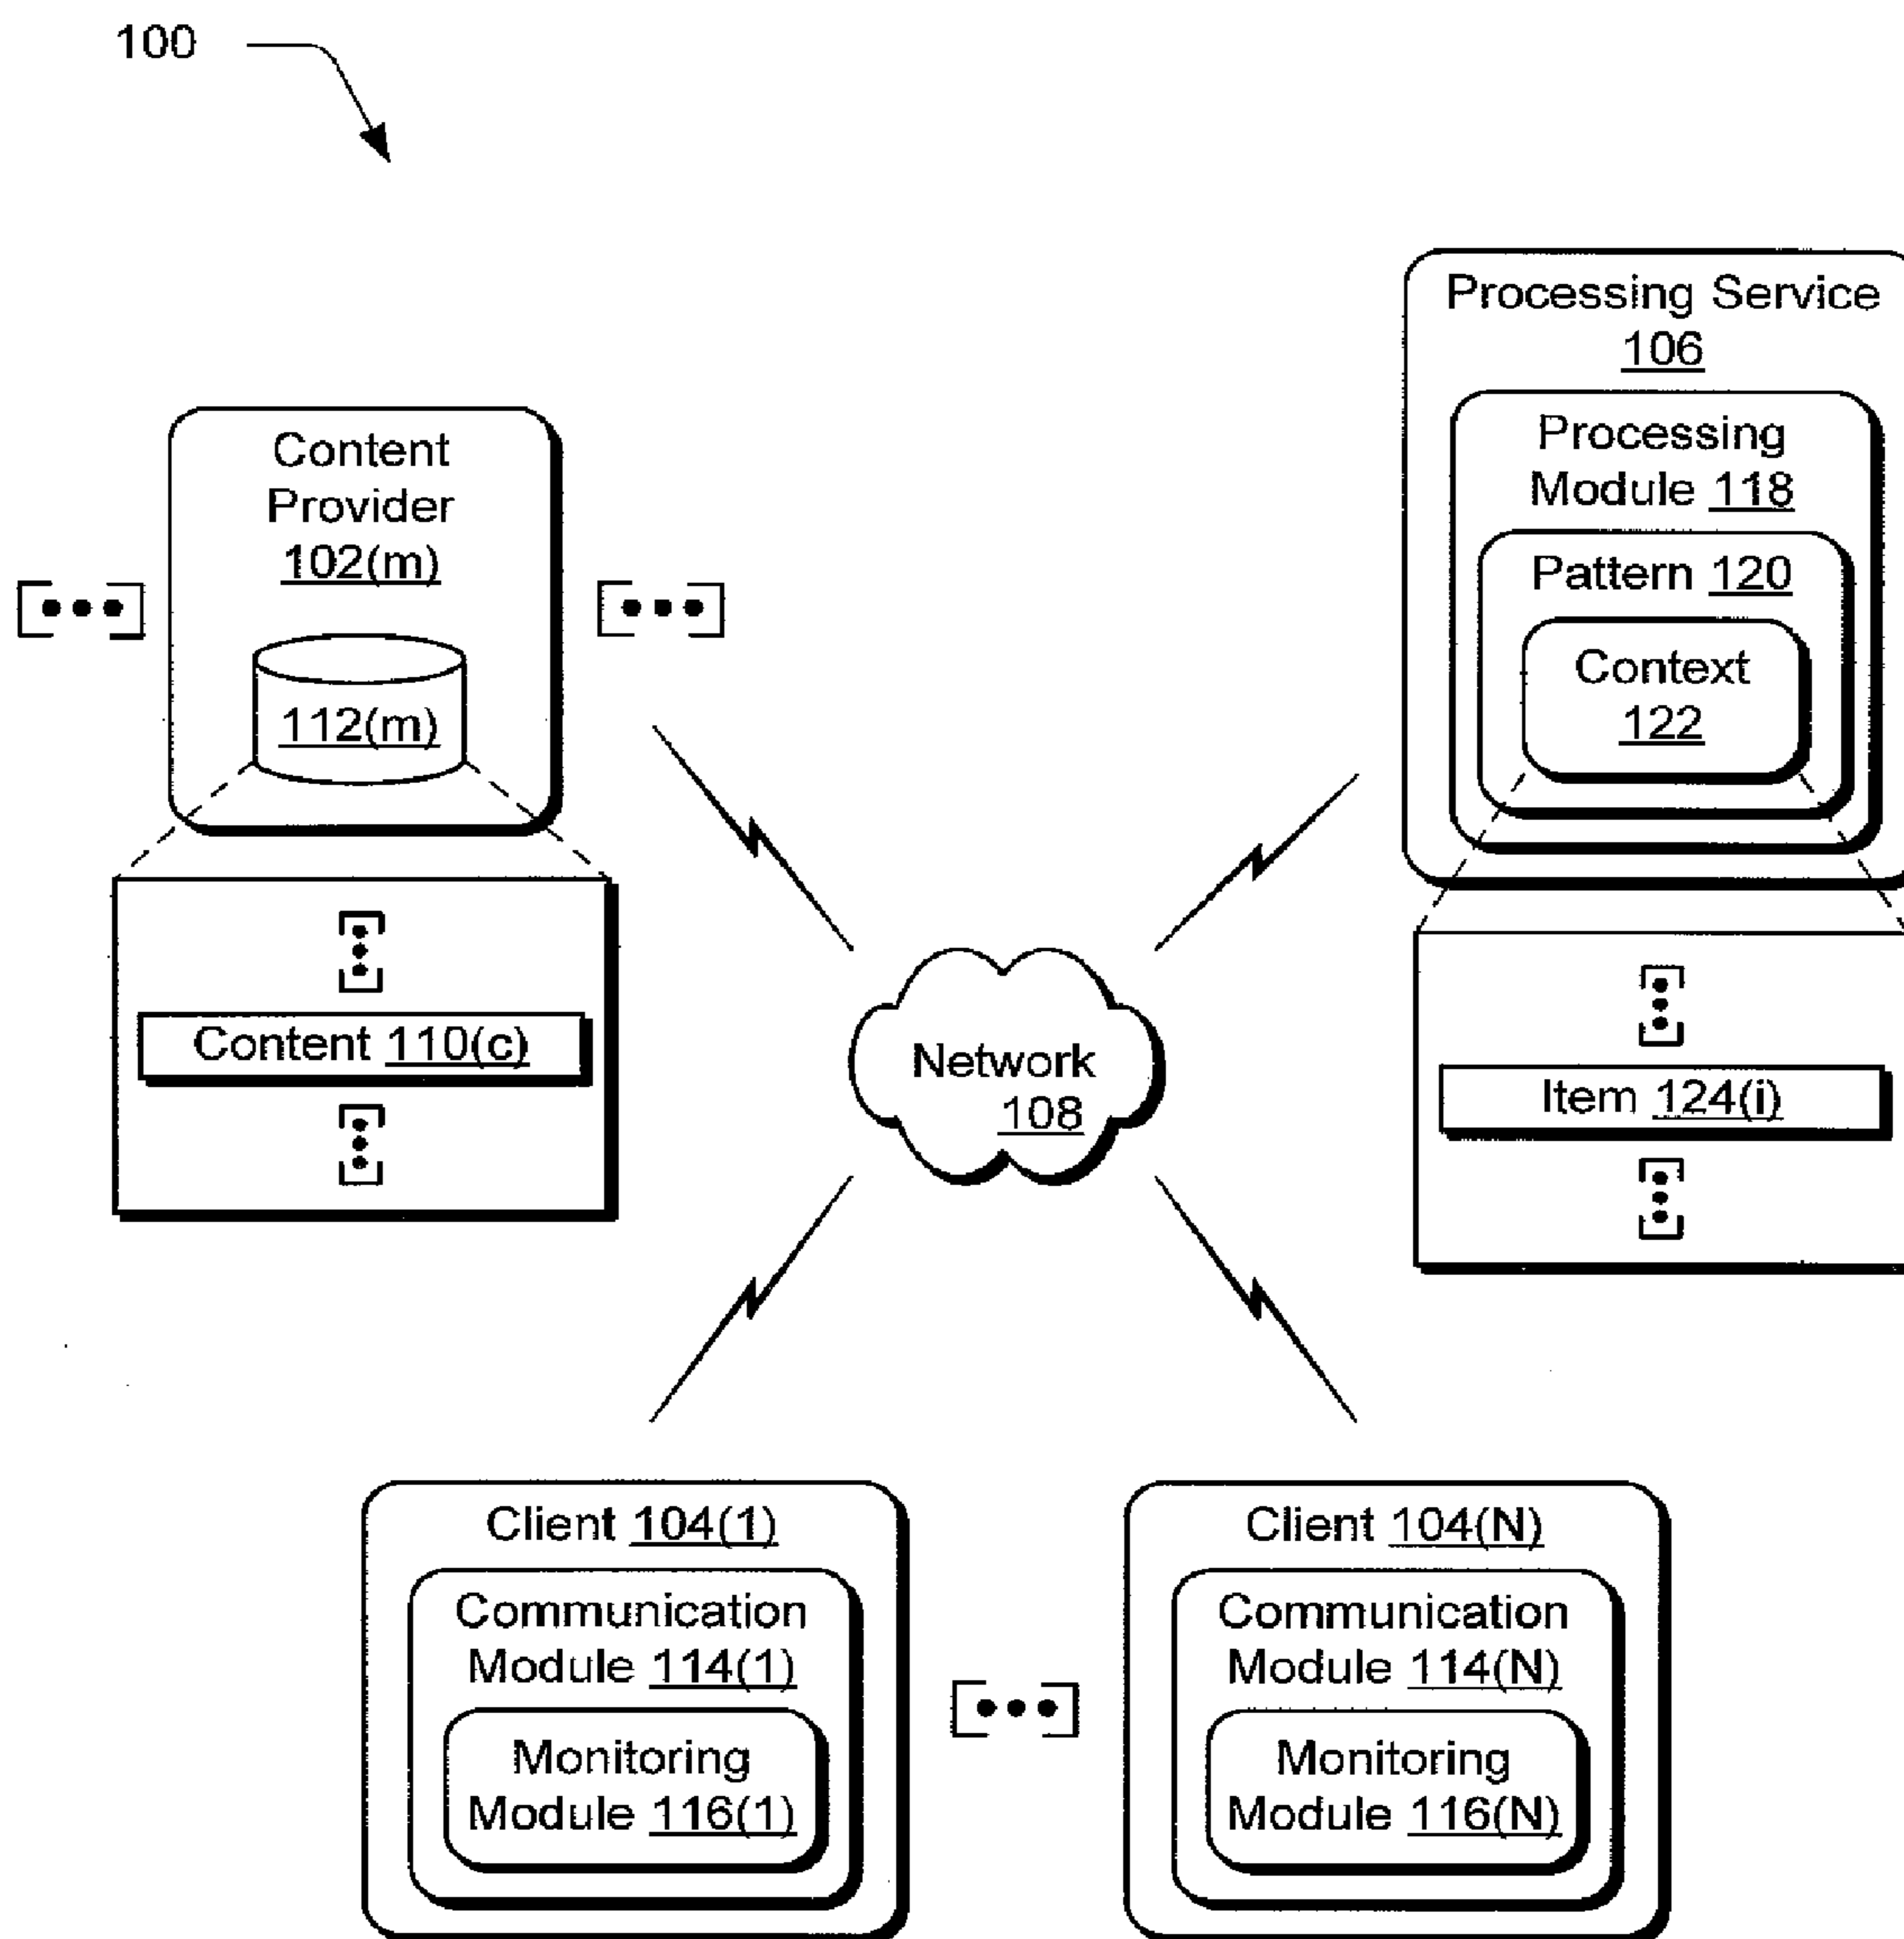 100
Processing Service
106
Processing
Module 118
Pattern 120
Context
122
Item 124(i)
Content
Provider
102(m)
112(m)
Content 110(c)
Network
108
Client 104(1)
Communication
Module 114(1)
Monitoring
Module 116(1)
Client 104(N)
Communication
Module 114(N)
Monitoring
Module 116(N)